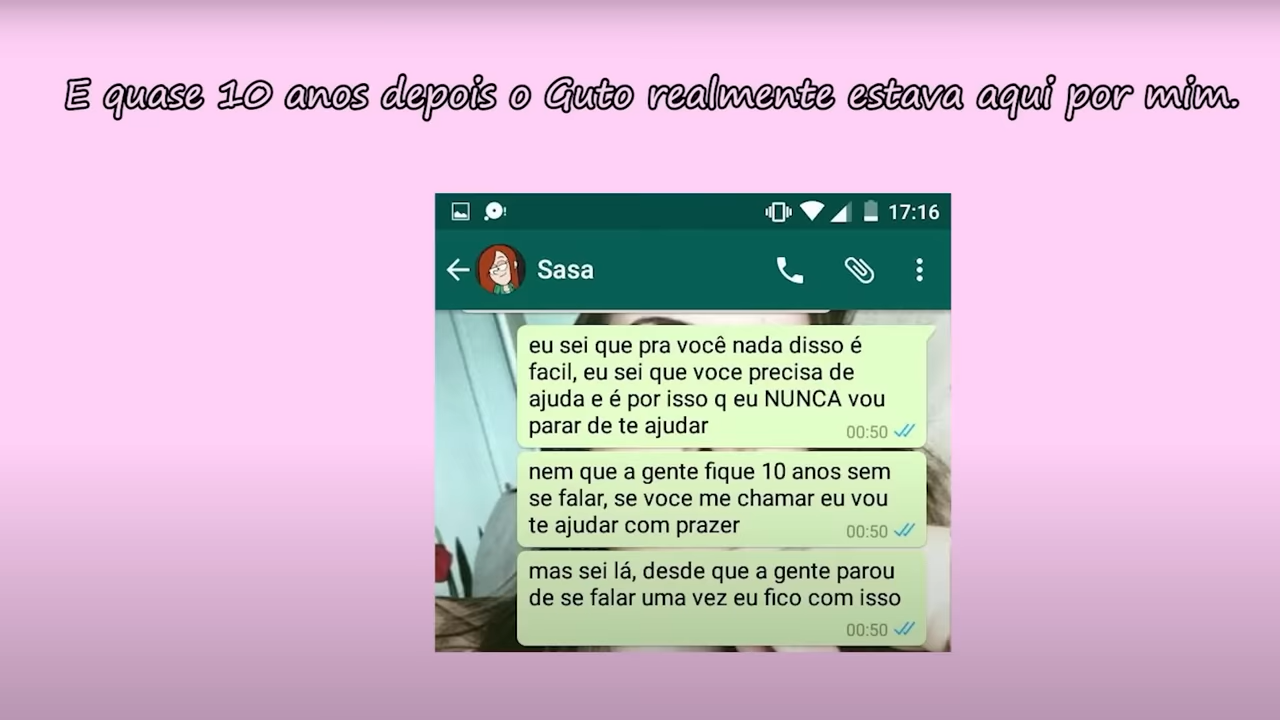 E quase 10 anos depois o Guto realmente estava aqui por mim.
17:16
Sasa
eu sei que pra você nada disso é
facil, eu sei que voce precisa de
ajuda e é por isso q eu NUNCA vou
parar de te ajudar
00:50
nem que a gente fique 10 anos sem
se falar, se voce me chamar eu vou
te ajudar com prazer
00:50
mas sei lá, desde que a gente parou
de se falar uma vez eu fico com isso
00:50